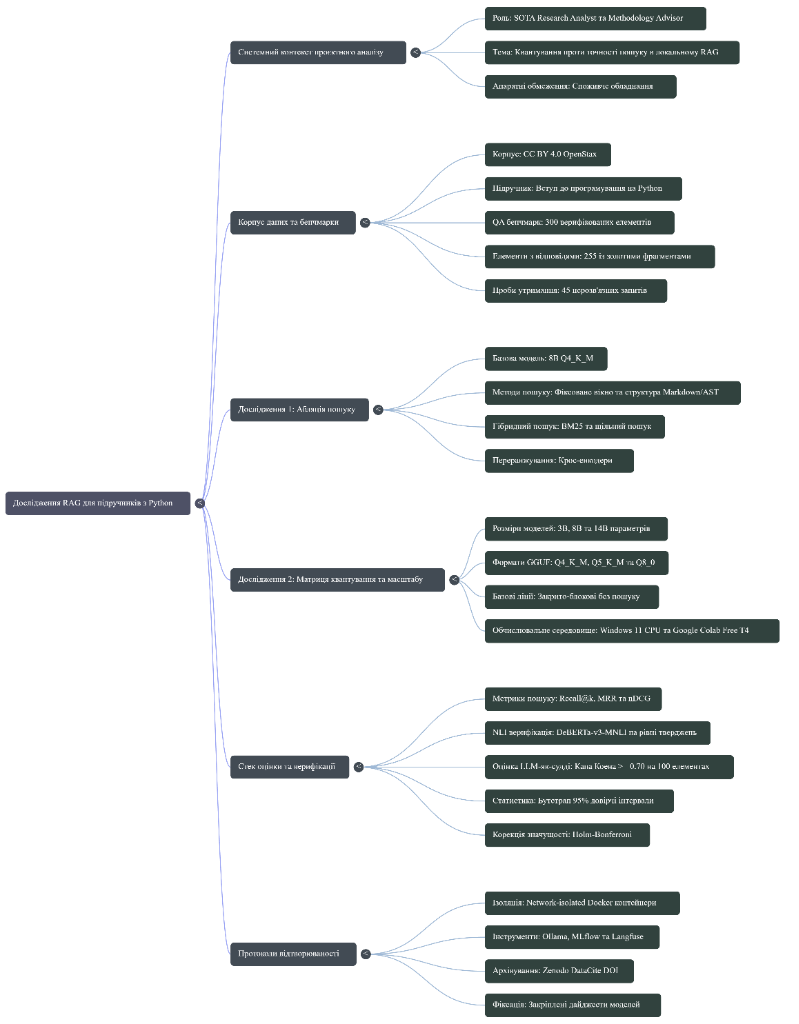 Дослідження RAG для підручників з Python
Системний контекст проєктного аналізу
Роль: SOTA Research Analyst та Methodology Advisor
Тема: Квантування проти точності пошуку в локальному RAG
Апаратні обмеження: Споживче обладнання
Корпус даних та бенчмарки
Корпус: CC BY 4.0 OpenStax
Підручник: Вступ до програмування на Python
QA бенчмарк: 300 верифікованих елементів
Елементи з відповідями: 255 із золотими фрагментами
Проби утримання: 45 нерозв'язних запитів
Дослідження 1: Абляція пошуку
Базова модель: 8B Q4_K_M
Методи пошуку: Фіксоване вікно та структура Markdown/AST
Гібридний пошук: BM25 та щільний пошук
Переранжування: Крос-енкодери
Дослідження 2: Матриця квантування та масштабу
Розміри моделей: 3B, 8B та 14B параметрів
Формати GGUF: Q4_K_M, Q5_K_M та Q8_0
Базові лінії: Закрито-блокові без пошуку
Обчислювальне середовище: Windows 11 CPU та Google Colab Free T4
Стек оцінки та верифікації
Метрики пошуку: Recall@k, MRR та nDCG
NLI верифікація: DeBERTa-v3-MNLI на рівні тверджень
Оцінка LLM-як-судді: Капа Коена >= 0.70 на 100 елементах
Статистика: Бутстрап 95% довірчі інтервали
Корекція значущості: Holm-Bonferroni
Протоколи відтворюваності
Ізоляція: Network-isolated Docker контейнери
Інструменти: Ollama, MLflow та Langfuse
Архівування: Zenodo DataCite DOI
Фіксація: Закріплені дайджести моделей